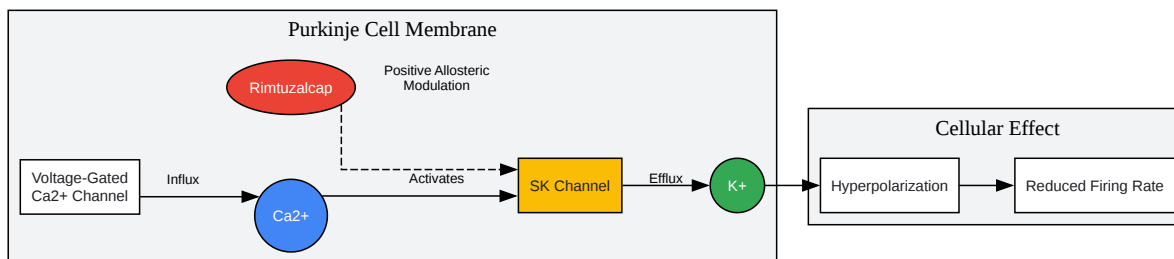 Purkinje Cell Membrane
Rimtuzalcap
Positive Allosteric
Modulation
Voltage-Gated
Ca2+ Channel
Influx
Ca2+
Activates
SK Channel
Efflux
K+
Cellular Effect
Hyperpolarization
Reduced Firing Rate